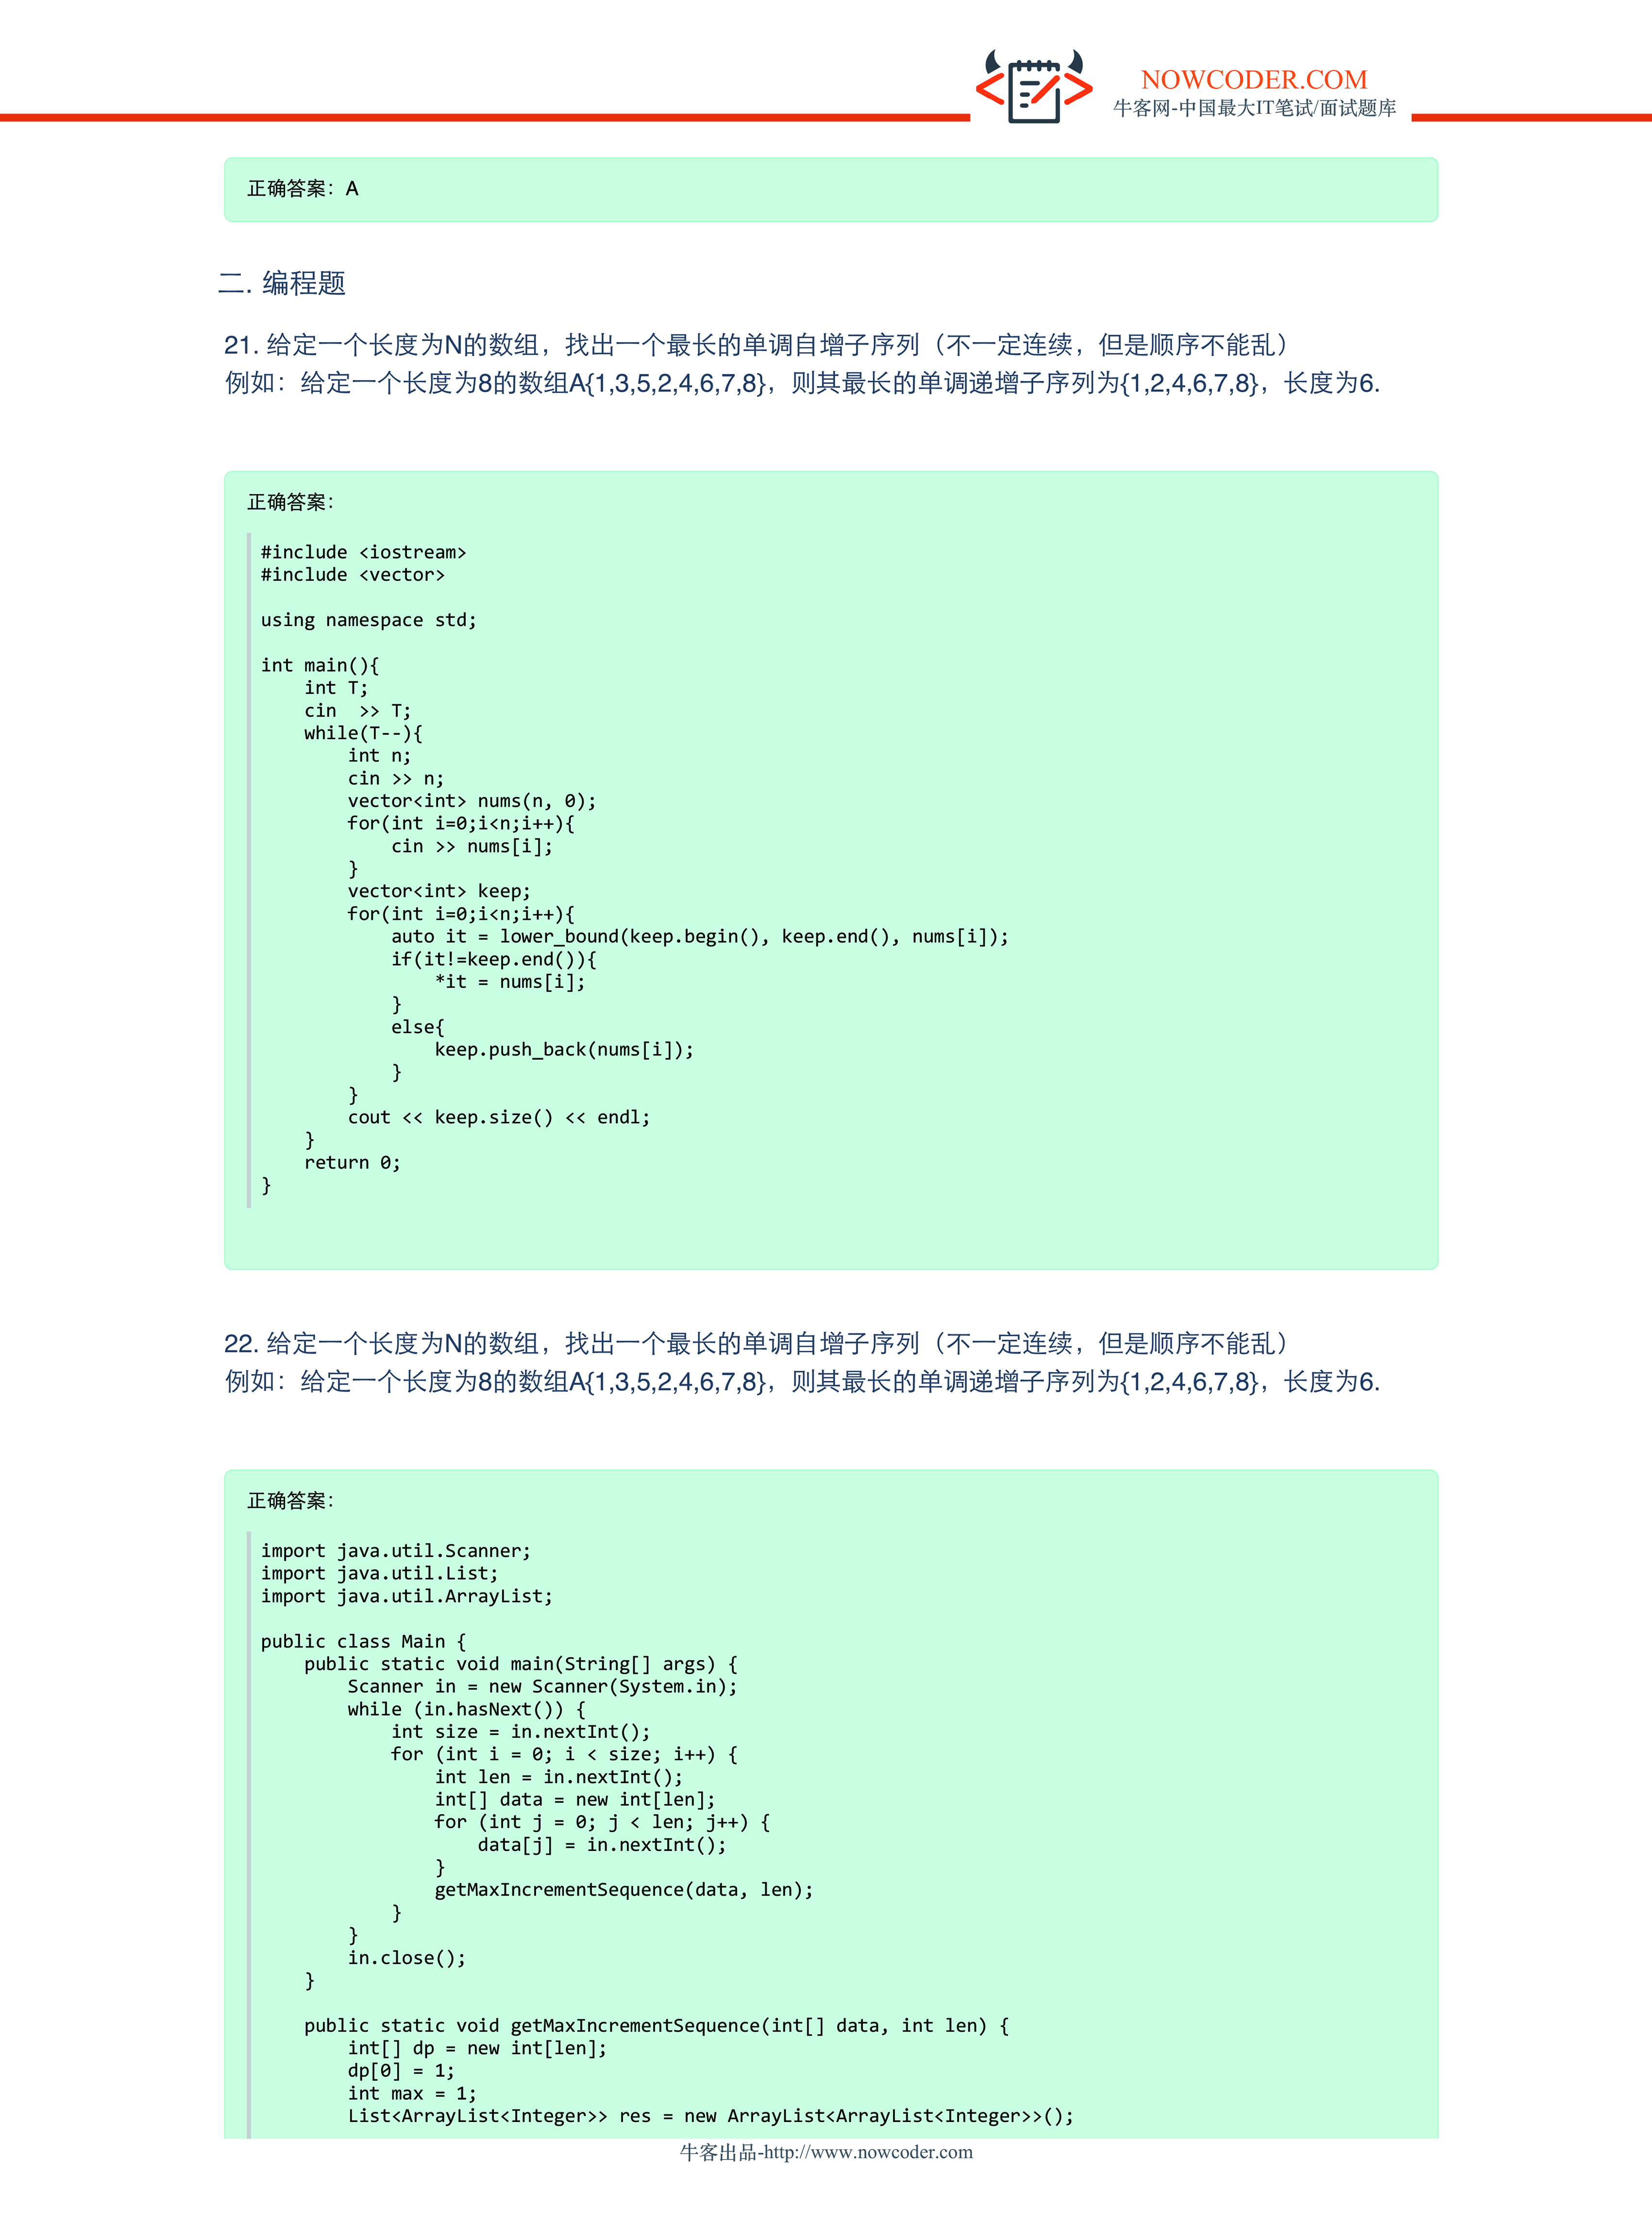 NOWCODER.COM
牛客网-中国最大IT笔试/面试题库
正确答案：A
二. 编程题
21. 给定一个长度为N的数组，找出一个最长的单调自增子序列（不一定连续，但是顺序不能乱）
例如：给定一个长度为8的数组A{1,3,5,2,4,6,7,8}，则其最长的单调递增子序列为{1,2,4,6,7,8}，长度为6.
正确答案：
#include <iostream>
#include <vector>

using namespace std;

int main(){
    int T;
    cin  >> T;
    while(T--){
        int n;
        cin >> n;
        vector<int> nums(n, 0);
        for(int i=0;i<n;i++){
            cin >> nums[i];
        }
        vector<int> keep;
        for(int i=0;i<n;i++){
            auto it = lower_bound(keep.begin(), keep.end(), nums[i]);
            if(it!=keep.end()){
                *it = nums[i];
            }
            else{
                keep.push_back(nums[i]);
            }
        }
        cout << keep.size() << endl;
    }
    return 0;
}
22. 给定一个长度为N的数组，找出一个最长的单调自增子序列（不一定连续，但是顺序不能乱）
例如：给定一个长度为8的数组A{1,3,5,2,4,6,7,8}，则其最长的单调递增子序列为{1,2,4,6,7,8}，长度为6.
正确答案：
import java.util.Scanner;
import java.util.List;
import java.util.ArrayList;

public class Main {
    public static void main(String[] args) {
        Scanner in = new Scanner(System.in);
        while (in.hasNext()) {
            int size = in.nextInt();
            for (int i = 0; i < size; i++) {
                int len = in.nextInt();
                int[] data = new int[len];
                for (int j = 0; j < len; j++) {
                    data[j] = in.nextInt();
                }
                getMaxIncrementSequence(data, len);
            }
        }
        in.close();
    }

    public static void getMaxIncrementSequence(int[] data, int len) {
        int[] dp = new int[len];
        dp[0] = 1;
        int max = 1;
        List<ArrayList<Integer>> res = new ArrayList<ArrayList<Integer>>();
牛客出品-http://www.nowcoder.com